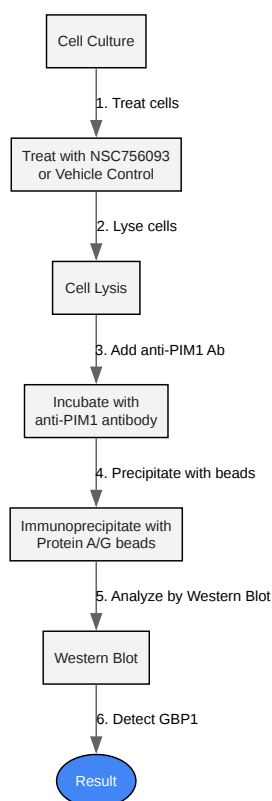 Cell Culture
1. Treat cells
Treat with NSC756093
or Vehicle Control
2. Lyse cells
Cell Lysis
3. Add anti-PIM1 Ab
Incubate with
anti-PIM1 antibody
4. Precipitate with beads
Immunoprecipitate with
Protein A/G beads
5. Analyze by Western Blot
Western Blot
6. Detect GBP1
Result